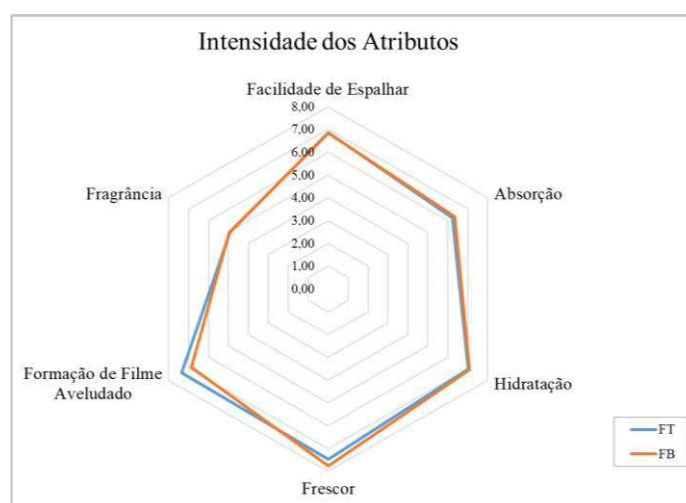 Intensidade dos Atributos
Facilidade de Espalhar
8,00
7,00
6,00
5,00
4,00
3,00
2,00
1,00
0,00
Fragrância
Absorção
Formação de Filme
Aveludado
Hidratação
Frescor
FT
FB